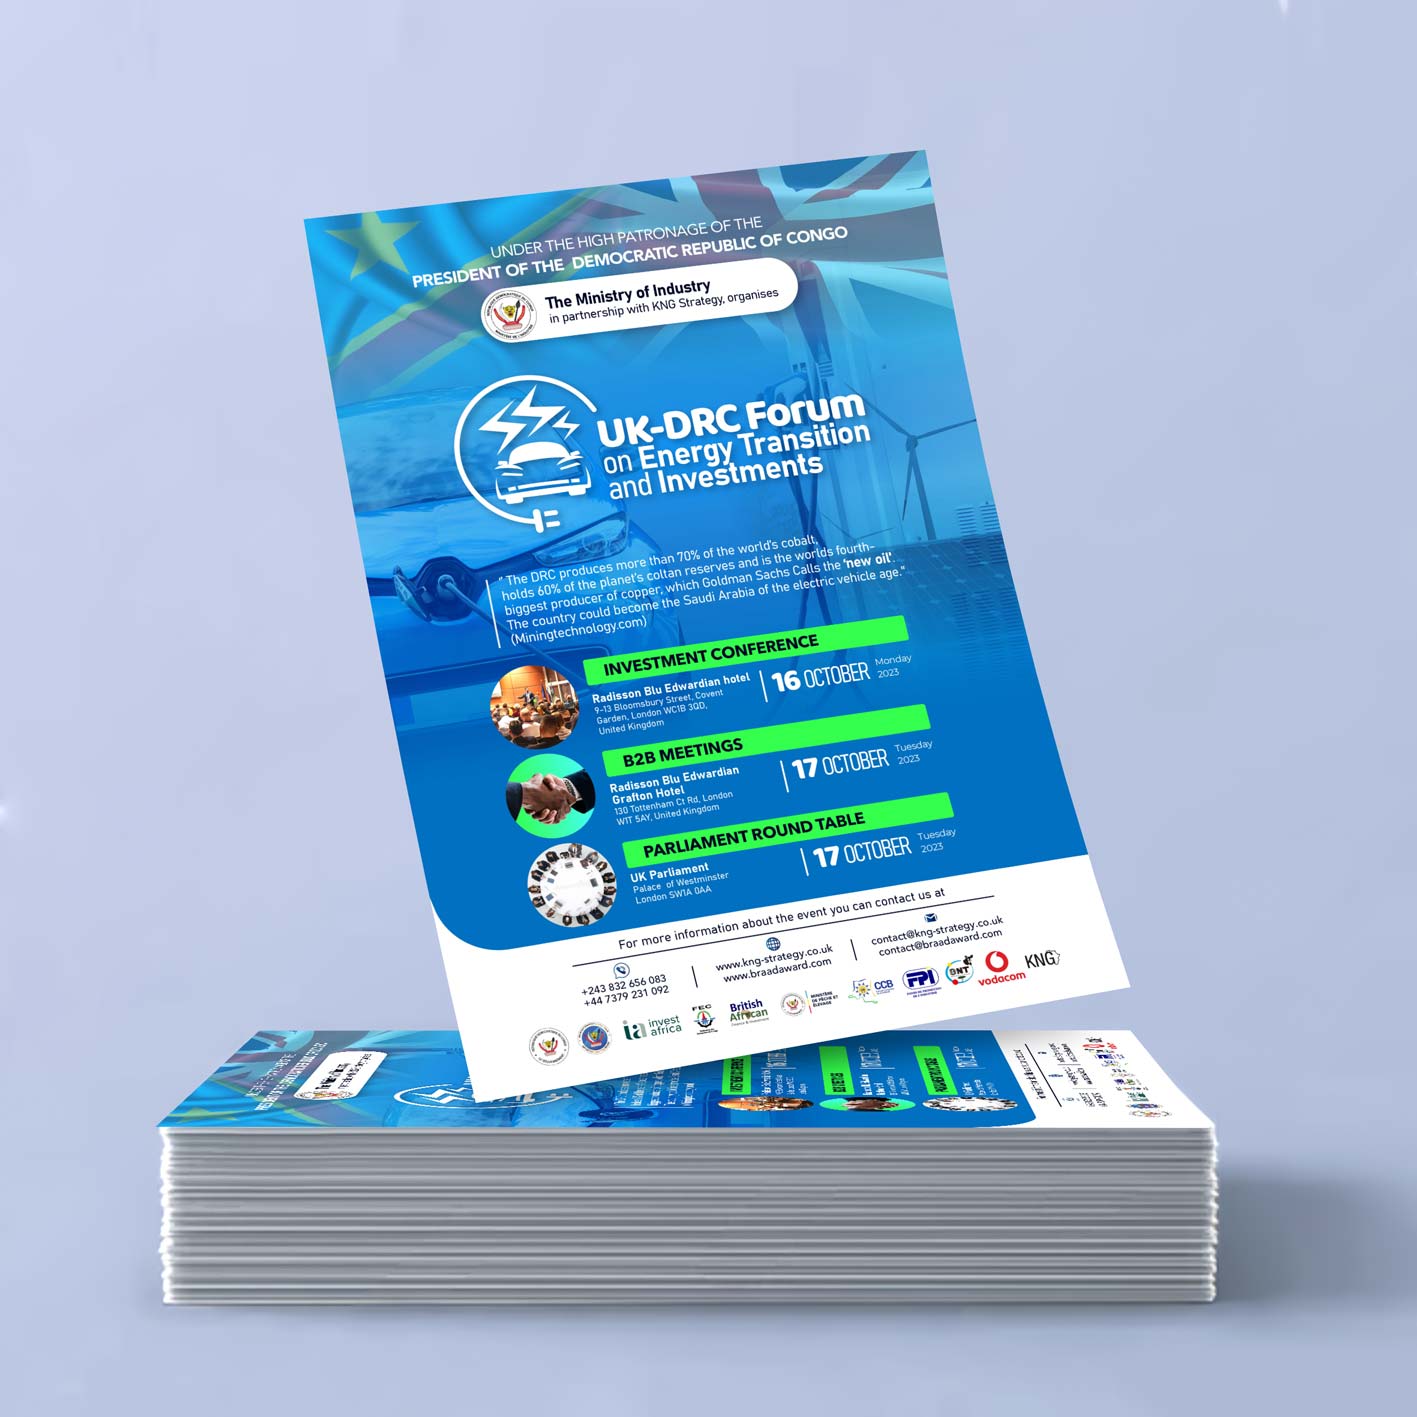 UNDER THE HIGH PATRONAGE OF THE
PRESIDENT OF THE DEMOCRATIC REPUBLIC OF CONGO
The Ministry of Industry
in partnership with KNG Strategy, organises
UK-DRC Forum
on Energy Transition
and Investments
“ The DRC produces more than 70% of the world's cobalt,
holds 60% of the planet's coltan reserves and is the worlds fourth-
biggest producer of copper, which Goldman Sachs Calls the 'new oil'.
The country could become the Saudi Arabia of the electric vehicle age.“
(Miningtechnology.com)
INVESTMENT CONFERENCE
Radisson Blu Edwardian hotel
9-13 Bloomsbury Street, Covent
Garden, London WC1B 3QD,
United Kingdom
16 OCTOBER
Monday
2023
B2B MEETINGS
Radisson Blu Edwardian
Grafton Hotel
130 Tottenham Ct Rd, London
W1T 5AY, United Kingdom
17 OCTOBER
Tuesday
2023
PARLIAMENT ROUND TABLE
UK Parliament
Palace of Westminster
London SW1A 0AA
17 OCTOBER
Tuesday
2023
For more information about the event you can contact us at
+243 832 656 083
+44 7379 231 092
www.kng-strategy.co.uk
www.braadaward.com
contact@kng-strategy.co.uk
contact@braadaward.com
invest
africa
FEC
British
African
MINISTÈRE
DE PÊCHE ET
ÉLEVAGE
CCB
FPI
BNT
vodacom
KNG